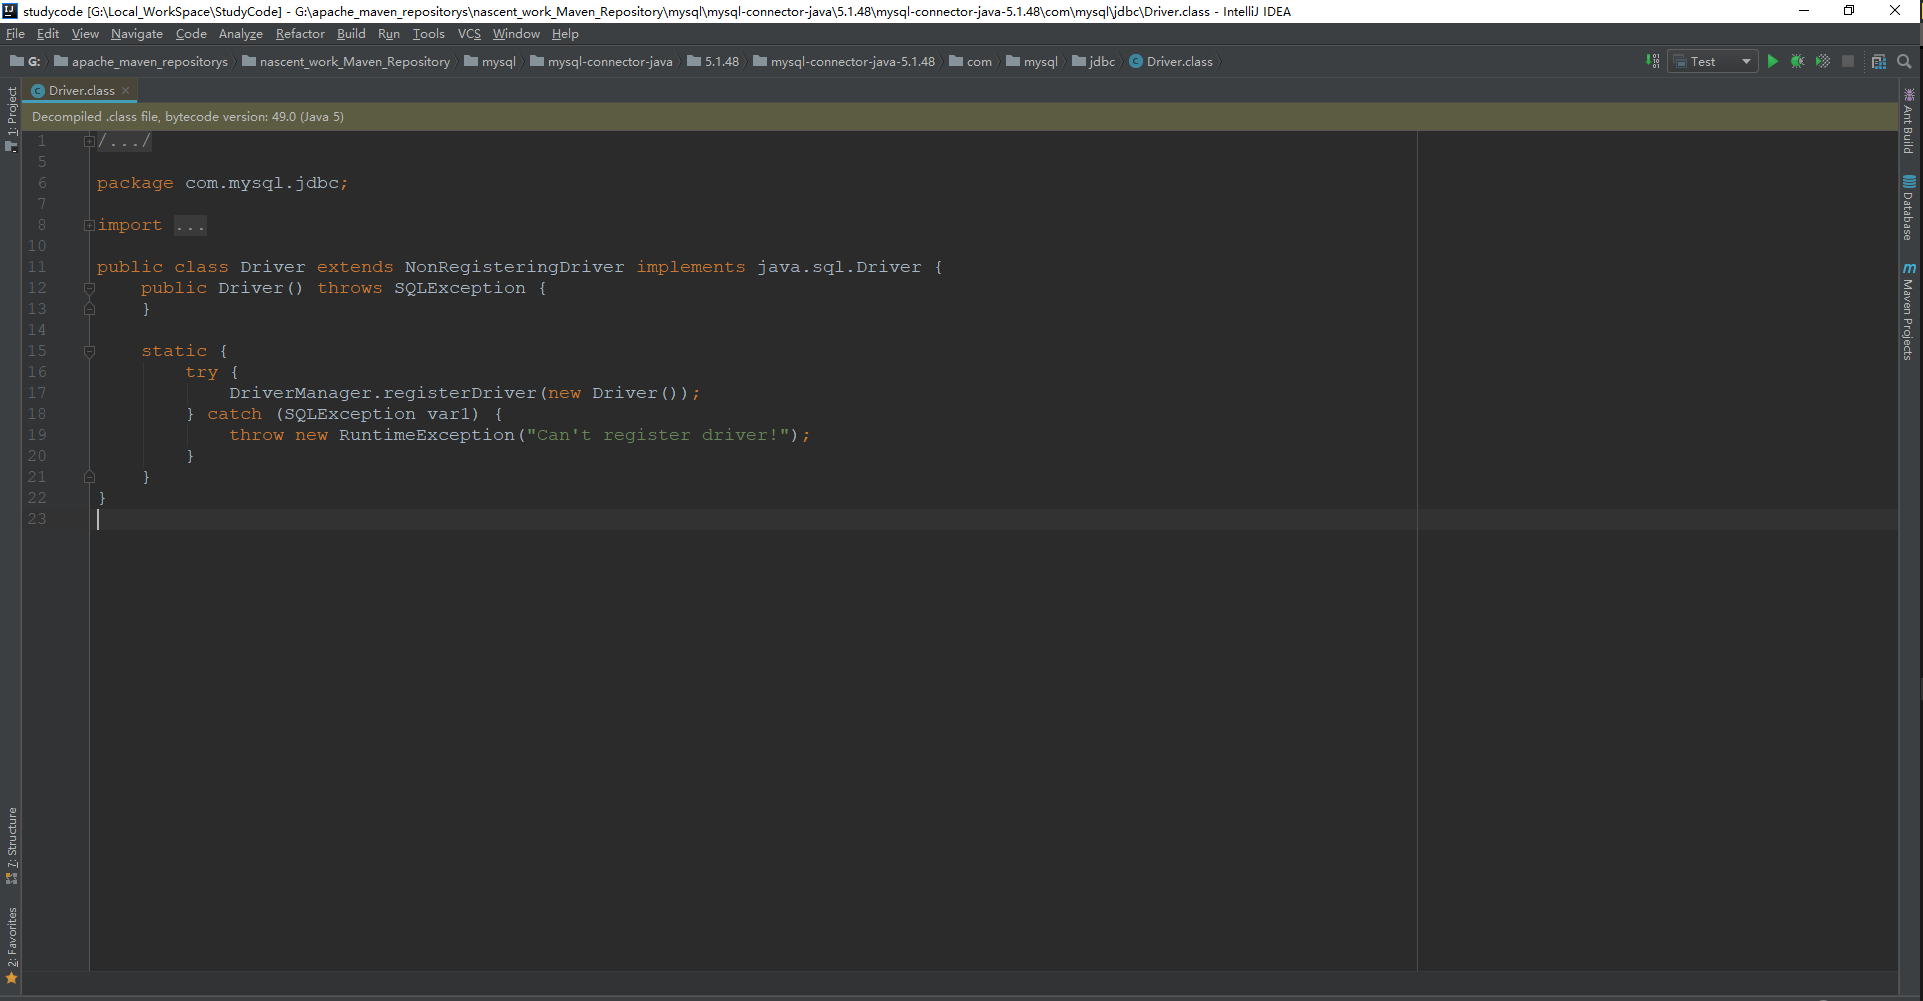 studycode [G:\Local_WorkSpace\StudyCode] - G:\apache_maven_repositorys\nascent_work_Maven_Repository\mysql\mysql-connector-java\5.1.48\mysql-connector-java-5.1.48\com\mysql\jdbc\Driver.class - IntelliJ IDEA
File Edit View Navigate Code Analyze Refactor Build Run Tools VCS Window Help
G: apache_maven_repositorys nascent_work_Maven_Repository mysql mysql-connector-java 5.1.48 mysql-connector-java-5.1.48 com mysql jdbc Driver.class Test
Driver.class
Decompiled .class file, bytecode version: 49.0 (Java 5)
1 /.../
5
6 package com.mysql.jdbc;
7
8 import ...
10
11 public class Driver extends NonRegisteringDriver implements java.sql.Driver {
12 public Driver() throws SQLException {
13 }
14
15 static {
16 try {
17 DriverManager.registerDriver(new Driver());
18 } catch (SQLException var1) {
19 throw new RuntimeException("Can't register driver!");
20 }
21 }
22 }
23
1: Project
7: Structure
2: Favorites
Ant Build
Database
m Maven Projects